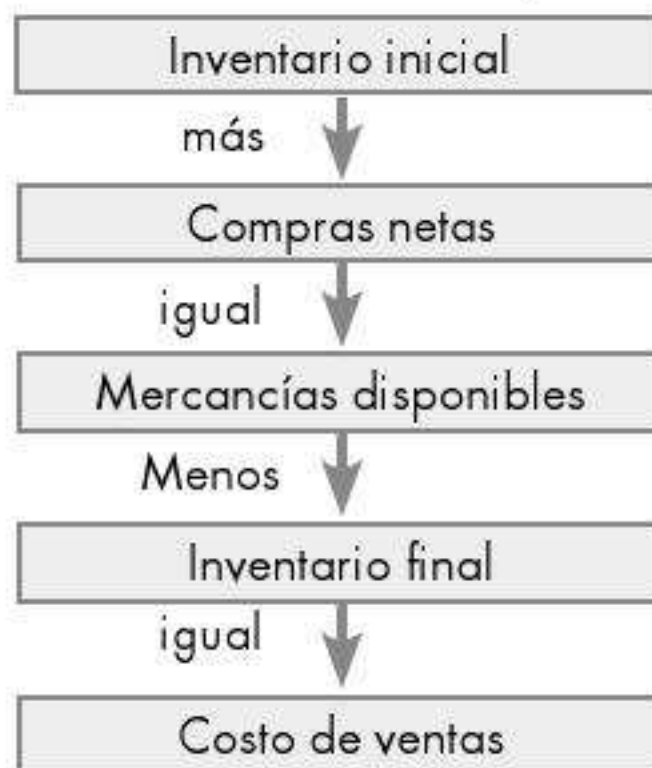 Inventario inicial
más
Compras netas
igual
Mercancías disponibles
Menos
Inventario final
igual
Costo de ventas